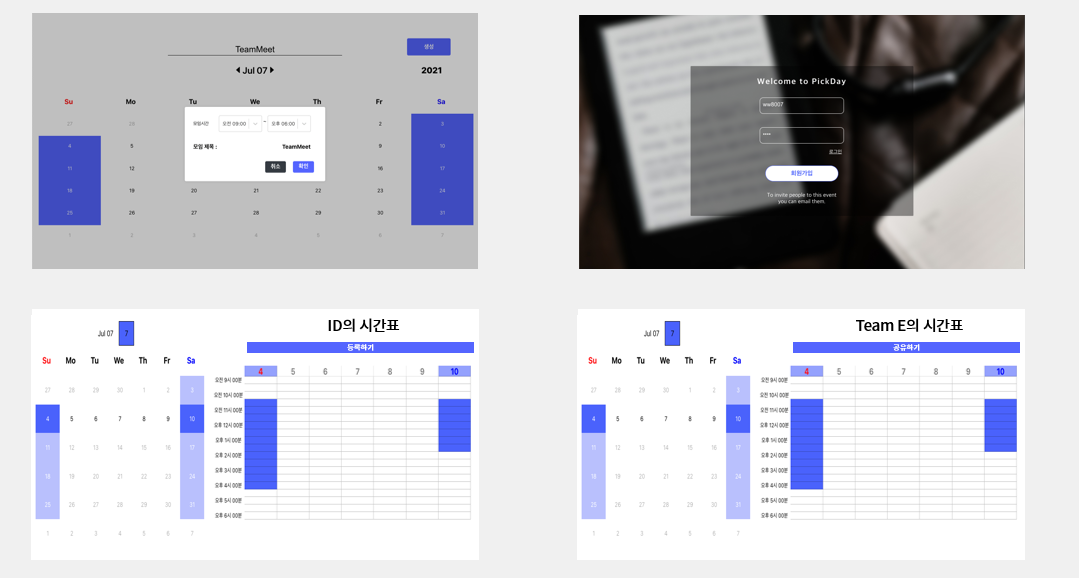 TeamMeet
생성
Jul 07
2021
Su Mo Tu We Th Fr Sa
27 28 2 3
4 5 9 10
11 12 16 17
18 19 20 21 22 23 24
25 26 27 28 29 30 31
1 2 3 4 5 6 7
모임시간 오전 09:00 - 오후 06:00
모임 제목 : TeamMeet
취소 확인
Welcome to PickDay
••••
로그인
회원가입
To invite people to this event
you can email them.
Jul 07 7
Su Mo Tu We Th Fr Sa
27 28 29 30 1 2 3
4 5 6 7 8 9 10
11 12 13 14 15 16 17
18 19 20 21 22 23 24
25 26 27 28 29 30 31
1 2 3 4 5 6 7
ID의 시간표
등록하기
4 5 6 7 8 9 10
오전 9시 00분
오전 10시 00분
오전 11시 00분
오후 12시 00분
오후 1시 00분
오후 2시 00분
오후 3시 00분
오후 4시 00분
오후 5시 00분
오후 6시 00분
Jul 07 7
Su Mo Tu We Th Fr Sa
27 28 29 30 1 2 3
4 5 6 7 8 9 10
11 12 13 14 15 16 17
18 19 20 21 22 23 24
25 26 27 28 29 30 31
1 2 3 4 5 6 7
Team E의 시간표
공유하기
4 5 6 7 8 9 10
오전 9시 00분
오전 10시 00분
오전 11시 00분
오후 12시 00분
오후 1시 00분
오후 2시 00분
오후 3시 00분
오후 4시 00분
오후 5시 00분
오후 6시 00분